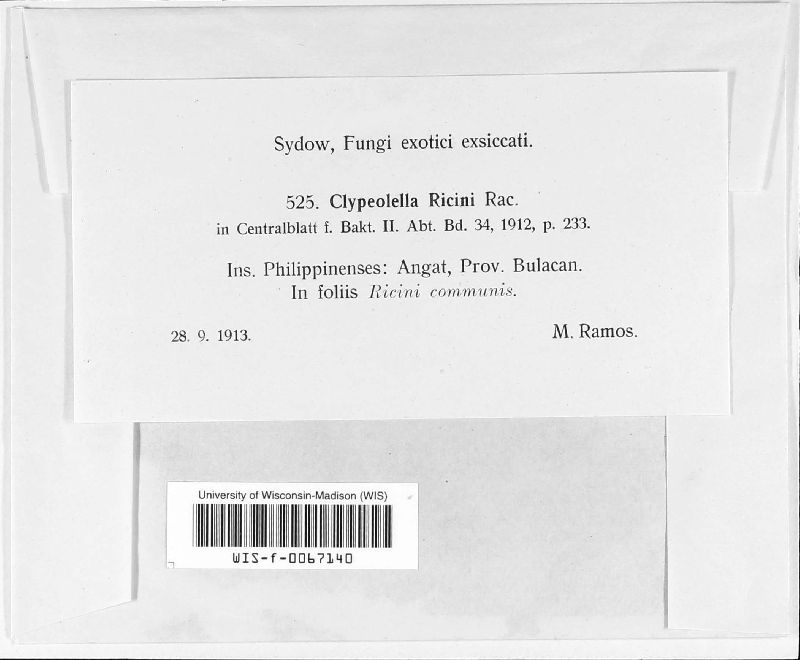 Sydow, Fungi exotici exsiccati.
525. Clypeolella Ricini Rac.
in Centralblatt f. Bakt. II. Abt. Bd. 34, 1912, p. 233.
Ins. Philippinenses: Angat, Prov. Bulacan.
In foliis Ricini communis.
28. 9. 1913. M. Ramos.
University of Wisconsin-Madison (WIS)
WIS-f-0067140